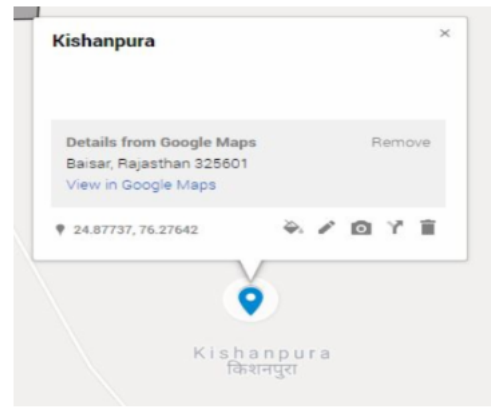 Kishanpura
×
Details from Google Maps Remove
Baisar, Rajasthan 325601
View in Google Maps
24.87737, 76.27642
Kishanpura
किशनपुरा